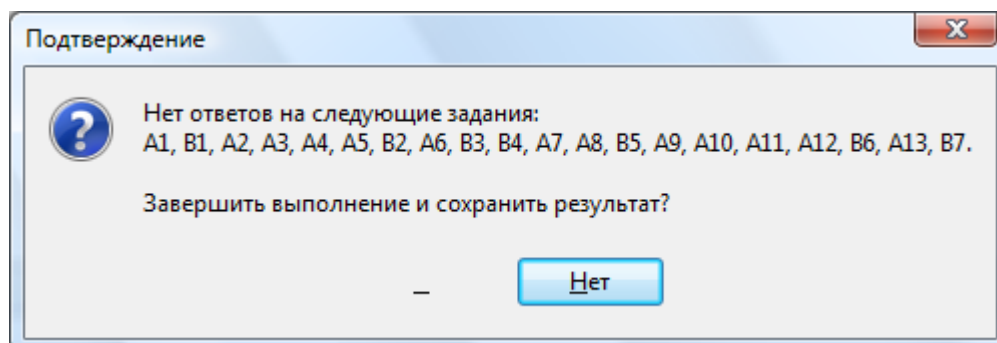 Подтверждение
Нет ответов на следующие задания:
A1, B1, A2, A3, A4, A5, B2, A6, B3, B4, A7, A8, B5, A9, A10, A11, A12, B6, A13, B7.
Завершить выполнение и сохранить результат?
Нет